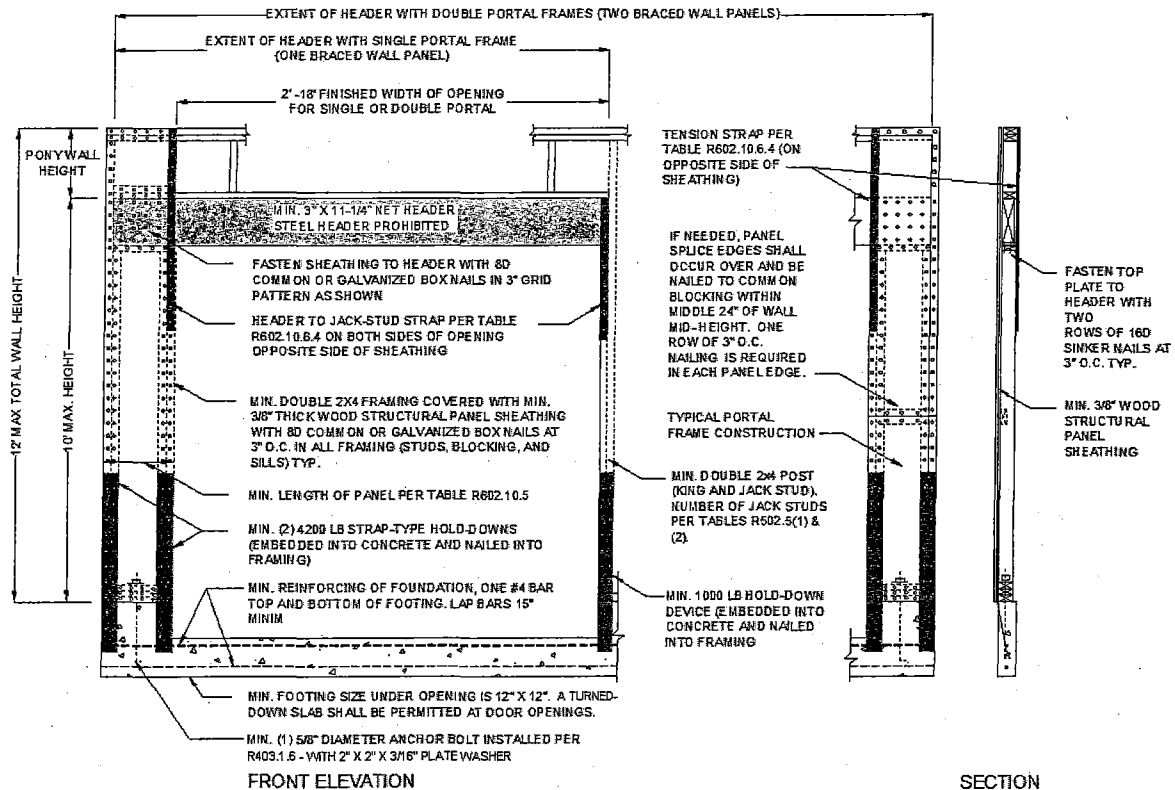 EXTENT OF HEADER WITH DOUBLE PORTAL FRAMES (TWO BRACED WALL PANELS)
EXTENT OF HEADER WITH SINGLE PORTAL FRAME
(ONE BRACED WALL PANEL)
2'-18' FINISHED WIDTH OF OPENING
FOR SINGLE OR DOUBLE PORTAL
PONYWALL
HEIGHT
12' MAX TOTAL WALL HEIGHT
10' MAX. HEIGHT
MIN. 3" X 11-1/4" NET HEADER
STEEL HEADER PROHIBITED
FASTEN SHEATHING TO HEADER WITH 8D
COMMON OR GALVANIZED BOX NAILS IN 3" GRID
PATTERN AS SHOWN
HEADER TO JACK-STUD STRAP PER TABLE
R602.10.6.4 ON BOTH SIDES OF OPENING
OPPOSITE SIDE OF SHEATHING
MIN. DOUBLE 2X4 FRAMING COVERED WITH MIN.
3/8" THICK WOOD STRUCTURAL PANEL SHEATHING
WITH 8D COMMON OR GALVANIZED BOX NAILS AT
3" O.C. IN ALL FRAMING (STUDS, BLOCKING, AND
SILLS) TYP.
MIN. LENGTH OF PANEL PER TABLE R602.10.5
MIN. (2) 4200 LB STRAP-TYPE HOLD-DOWNS
(EMBEDDED INTO CONCRETE AND NAILED INTO
FRAMING)
MIN. REINFORCING OF FOUNDATION, ONE #4 BAR
TOP AND BOTTOM OF FOOTING. LAP BARS 15"
MINIM
MIN. FOOTING SIZE UNDER OPENING IS 12" X 12". A TURNED-
DOWN SLAB SHALL BE PERMITTED AT DOOR OPENINGS.
MIN. (1) 5/8" DIAMETER ANCHOR BOLT INSTALLED PER
R403.1.6 - WITH 2" X 2" X 3/16" PLATE WASHER
FRONT ELEVATION
TENSION STRAP PER
TABLE R602.10.6.4 (ON
OPPOSITE SIDE OF
SHEATHING)
IF NEEDED, PANEL
SPLICE EDGES SHALL
OCCUR OVER AND BE
NAILED TO COMMON
BLOCKING WITHIN
MIDDLE 24" OF WALL
MID-HEIGHT. ONE
ROW OF 3" O.C.
NAILING IS REQUIRED
IN EACH PANEL EDGE.
TYPICAL PORTAL
FRAME CONSTRUCTION
MIN. DOUBLE 2x4 POST
(KING AND JACK STUD).
NUMBER OF JACK STUDS
PER TABLES R502.5(1) &
(2).
MIN. 1000 LB HOLD-DOWN
DEVICE (EMBEDDED INTO
CONCRETE AND NAILED
INTO FRAMING
FASTEN TOP
PLATE TO
HEADER WITH
TWO
ROWS OF 16D
SINKER NAILS AT
3" O.C. TYP.
MIN. 3/8" WOOD
STRUCTURAL
PANEL
SHEATHING
SECTION